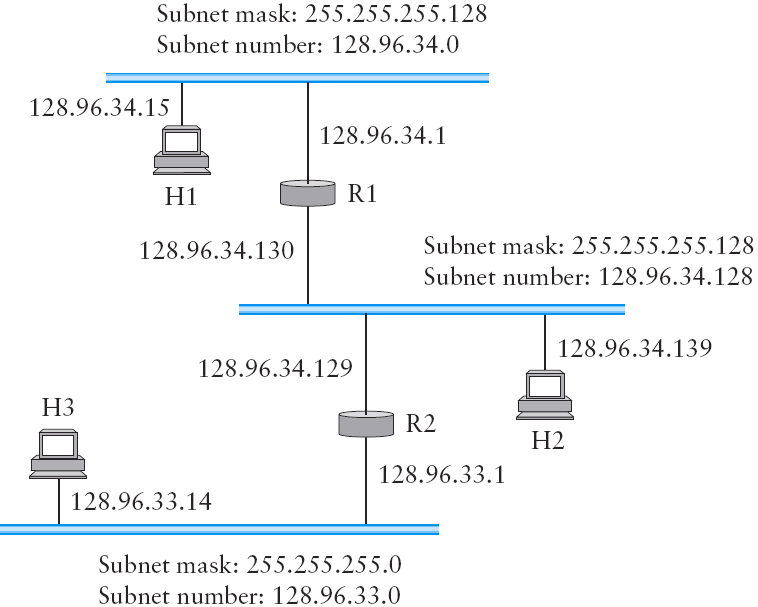 Subnet mask: 255.255.255.128
Subnet number: 128.96.34.0
128.96.34.15
128.96.34.1
H1
R1
128.96.34.130
Subnet mask: 255.255.255.128
Subnet number: 128.96.34.128
128.96.34.129
128.96.34.139
H3
R2
H2
128.96.33.1
128.96.33.14
Subnet mask: 255.255.255.0
Subnet number: 128.96.33.0